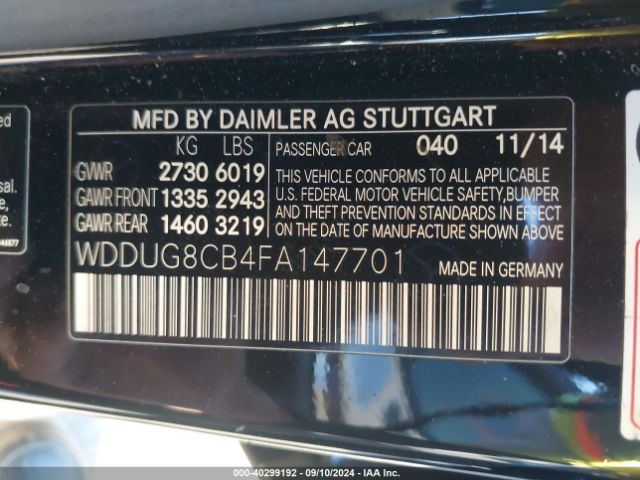 MFD BY DAIMLER AG STUTTGART
KG LBS
GVWR 2730 6019
GAWR FRONT 1335 2943
GAWR REAR 1460 3219
PASSENGER CAR 040 11/14
THIS VEHICLE CONFORMS TO ALL APPLICABLE
U.S. FEDERAL MOTOR VEHICLE SAFETY,BUMPER
AND THEFT PREVENTION STANDARDS IN EFFECT
ON THE DATE OF MANUFACTURE SHOWN ABOVE
WDDUG8CB4FA147701 MADE IN GERMANY
000-40299192 - 09/10/2024 - IAAI.COM